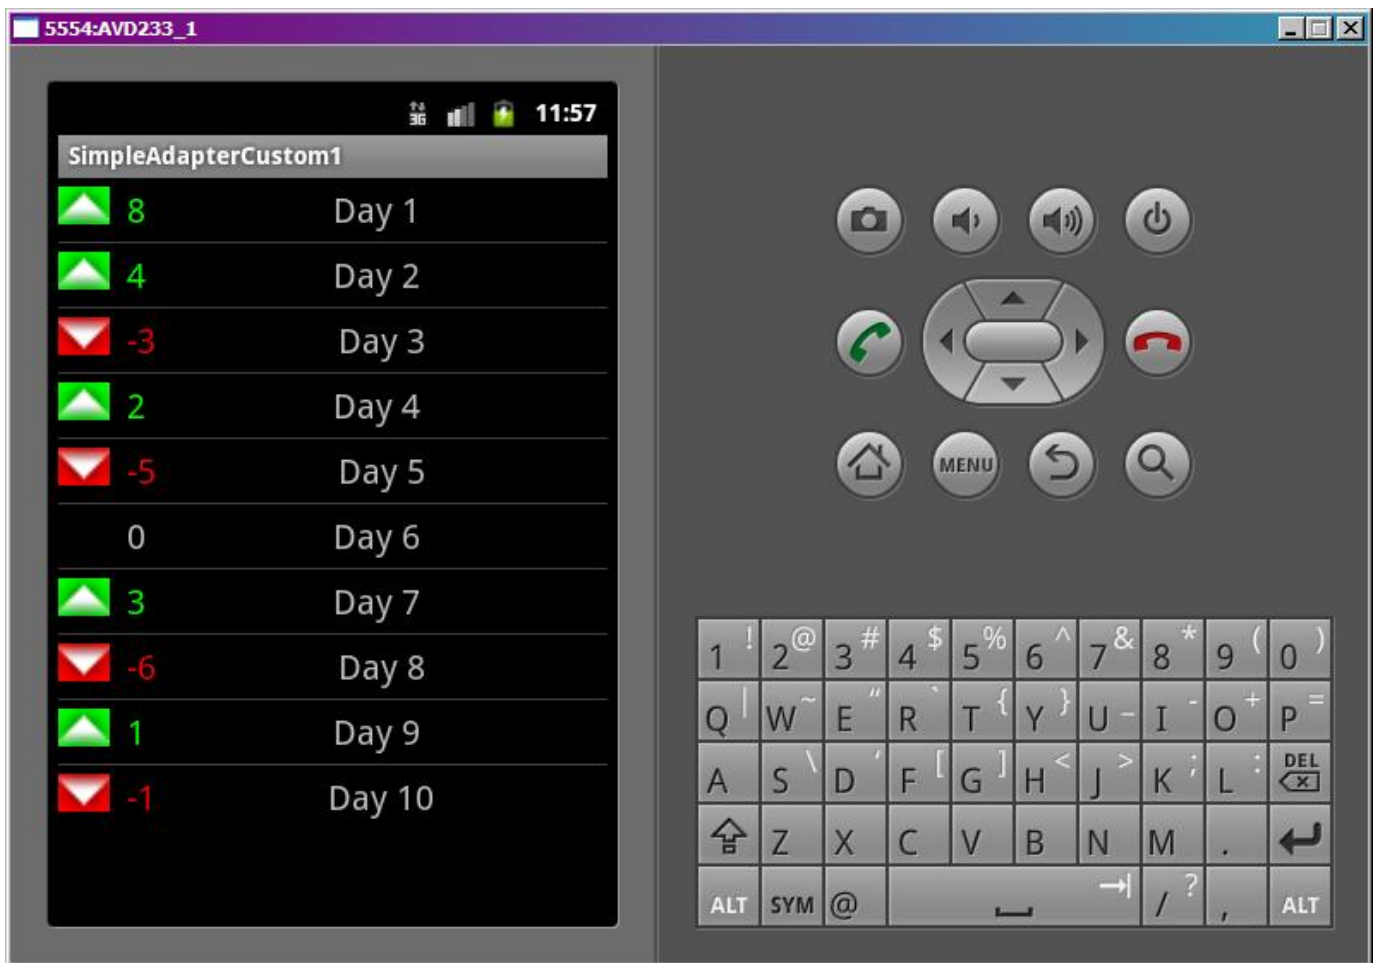 5554:AVD233_1
3G 11:57
SimpleAdapterCustom1
8 Day 1
4 Day 2
-3 Day 3
2 Day 4
-5 Day 5
0 Day 6
3 Day 7
-6 Day 8
1 Day 9
-1 Day 10
MENU
1 ! 2 @ 3 # 4 $ 5 % 6 ^ 7 & 8 * 9 ( 0 )
Q | W ~ E “ R ` T { Y } U _ I - O + P =
A S \ D ‘ F [ G ] H < J > K ; L : DEL
Z X C V B N M .
ALT SYM @ / ? , ALT